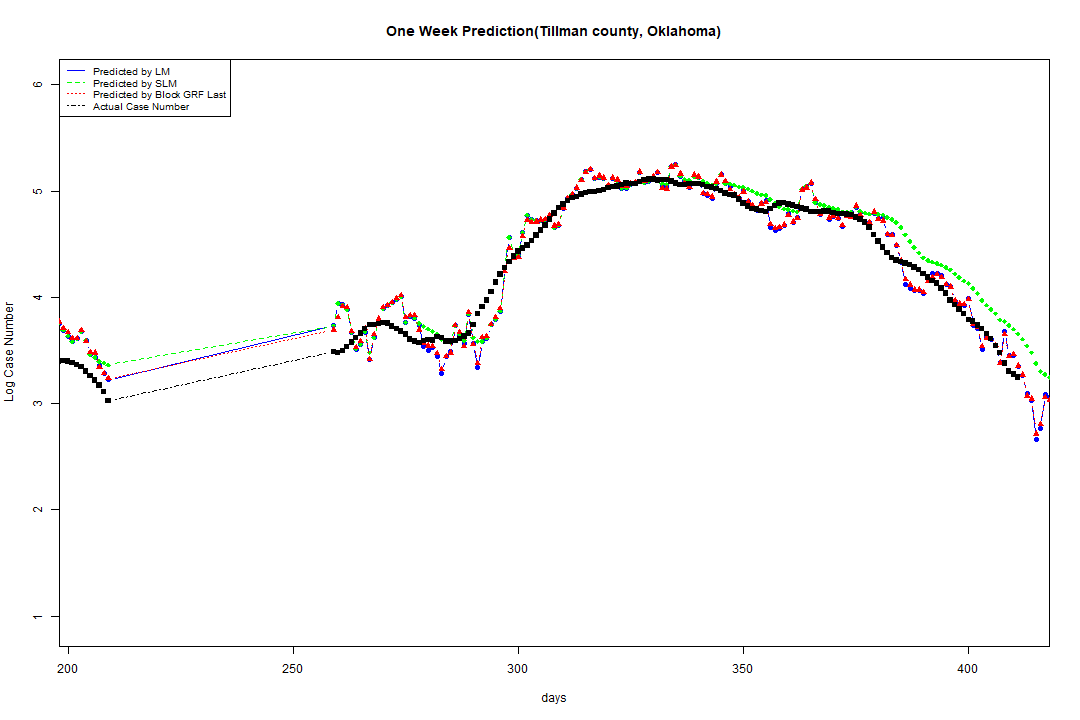 One Week Prediction(Tillman county, Oklahoma)
Predicted by LM
Predicted by SLM
Predicted by Block GRF Last
Actual Case Number
6
5
4
3
2
1
Log Case Number
200
250
300
350
400
days